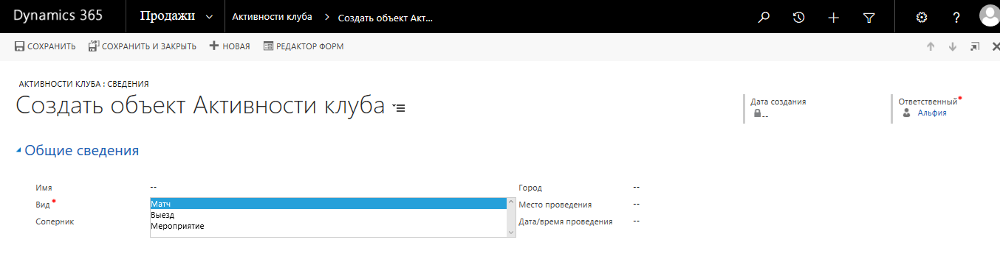 Dynamics 365 Продажи Активности клуба Создать объект Акт...
СОХРАНИТЬ СОХРАНИТЬ И ЗАКРЫТЬ НОВАЯ РЕДАКТОР ФОРМ
АКТИВНОСТИ КЛУБА : СВЕДЕНИЯ
Создать объект Активности клуба
Дата создания
--
Ответственный*
Альфия
Общие сведения
Имя -- Город --
Вид* Матч Место проведения --
Выезд
Соперник Мероприятие Дата/время проведения --